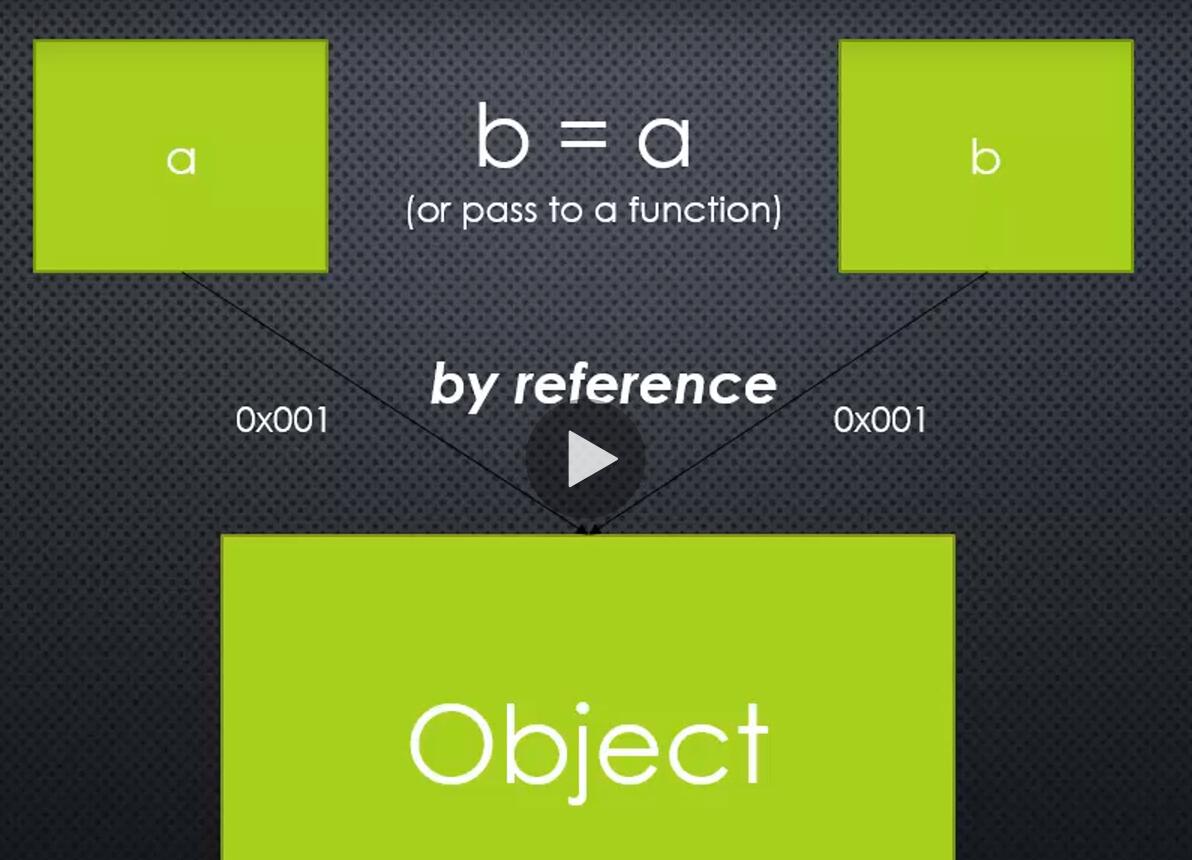 a
b = a
b
(or pass to a function)
by reference
0x001
0x001
Object